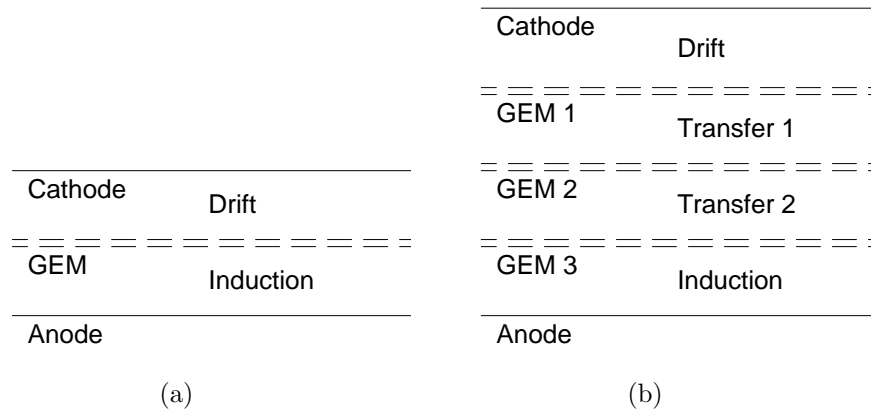 Cathode
Drift
GEM
Induction
Anode
(a)
Cathode
Drift
GEM 1
Transfer 1
GEM 2
Transfer 2
GEM 3
Induction
Anode
(b)